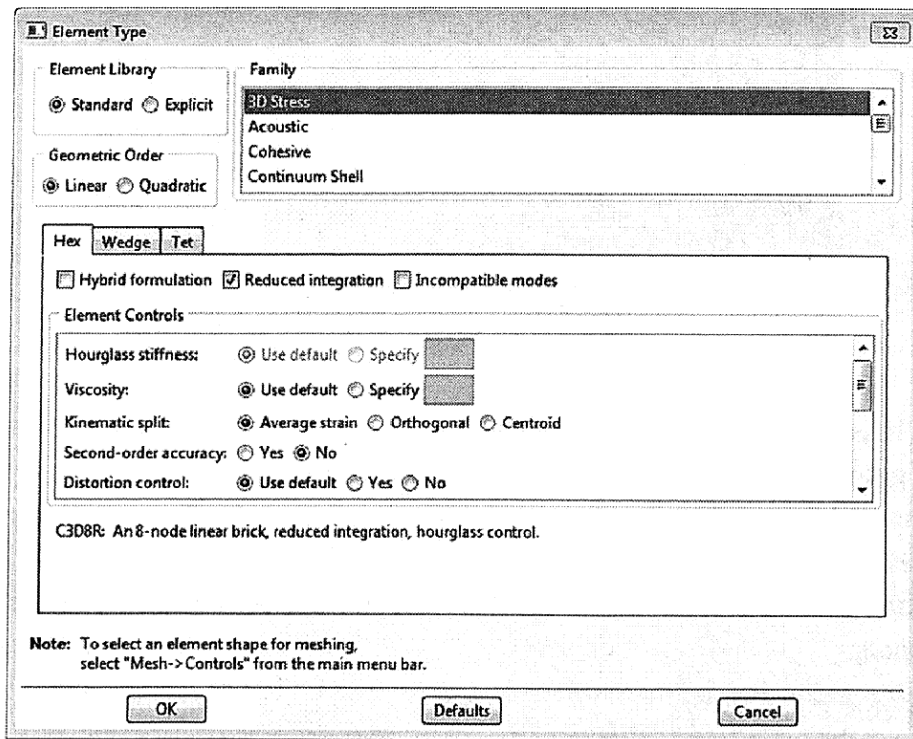 Element Type
Element Library
Standard Explicit
Family
3D Stress
Acoustic
Cohesive
Continuum Shell
Geometric Order
Linear Quadratic
Hex Wedge Tet
Hybrid formulation Reduced integration Incompatible modes
Element Controls
Hourglass stiffness: Use default Specify
Viscosity: Use default Specify
Kinematic split: Average strain Orthogonal Centroid
Second-order accuracy: Yes No
Distortion control: Use default Yes No
C3D8R: An 8-node linear brick, reduced integration, hourglass control.
Note: To select an element shape for meshing,
select "Mesh->Controls" from the main menu bar.
OK Defaults Cancel